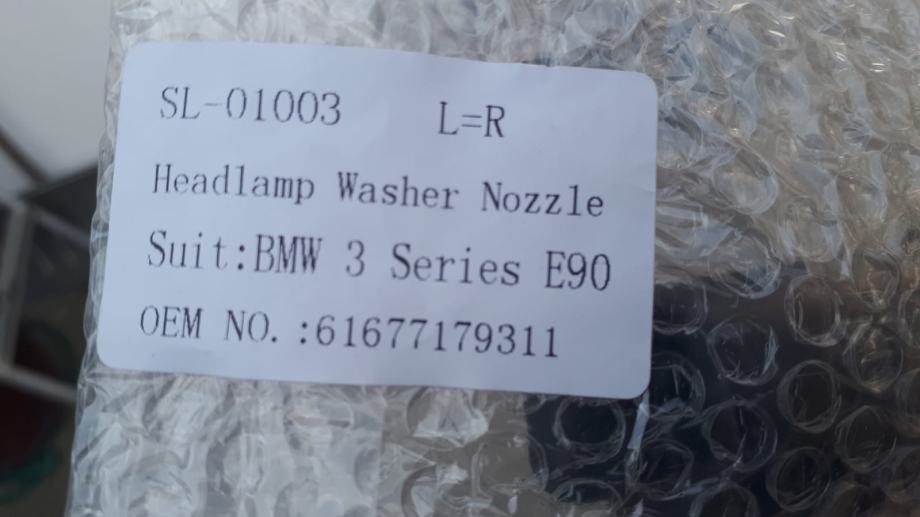 SL-01003 L=R
Headlamp Washer Nozzle
Suit:BMW 3 Series E90
OEM NO.:61677179311